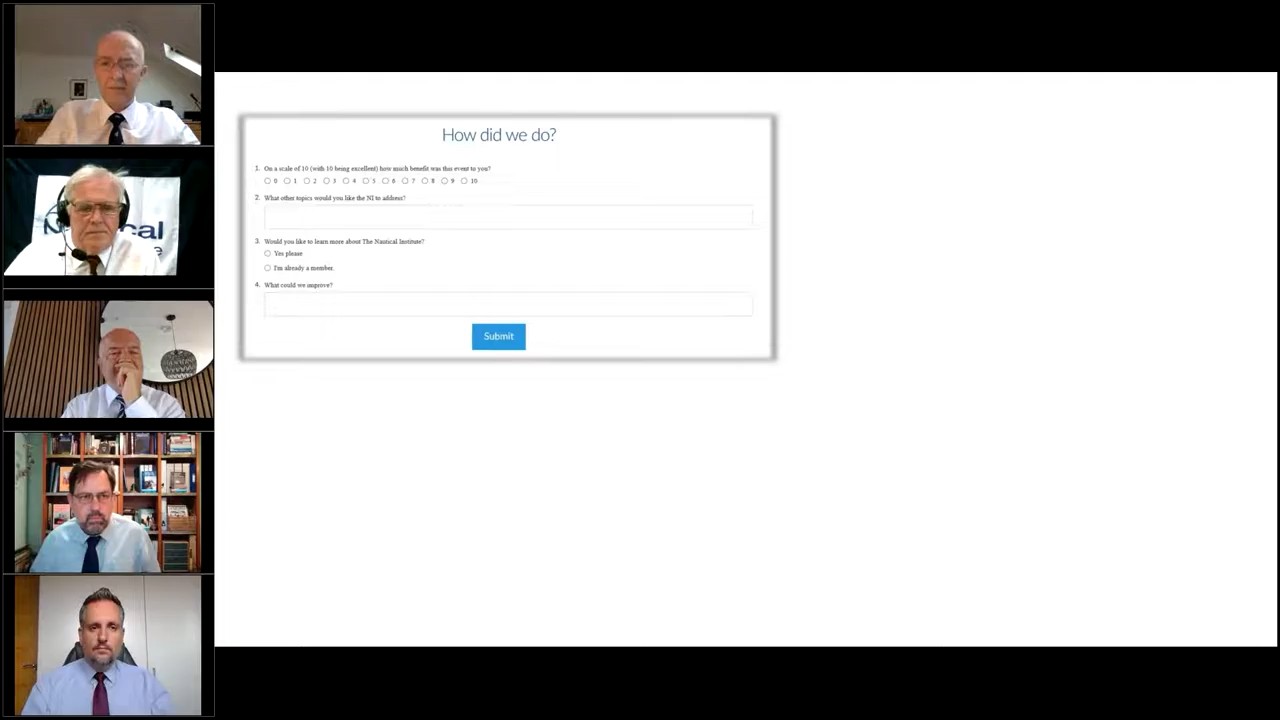 How did we do?
1. On a scale of 10 (with 10 being excellent) how much benefit was this event to you?
0 1 2 3 4 5 6 7 8 9 10
2. What other topics would you like the NI to address?
3. Would you like to learn more about The Nautical Institute?
Yes please
I'm already a member.
4. What could we improve?
Submit